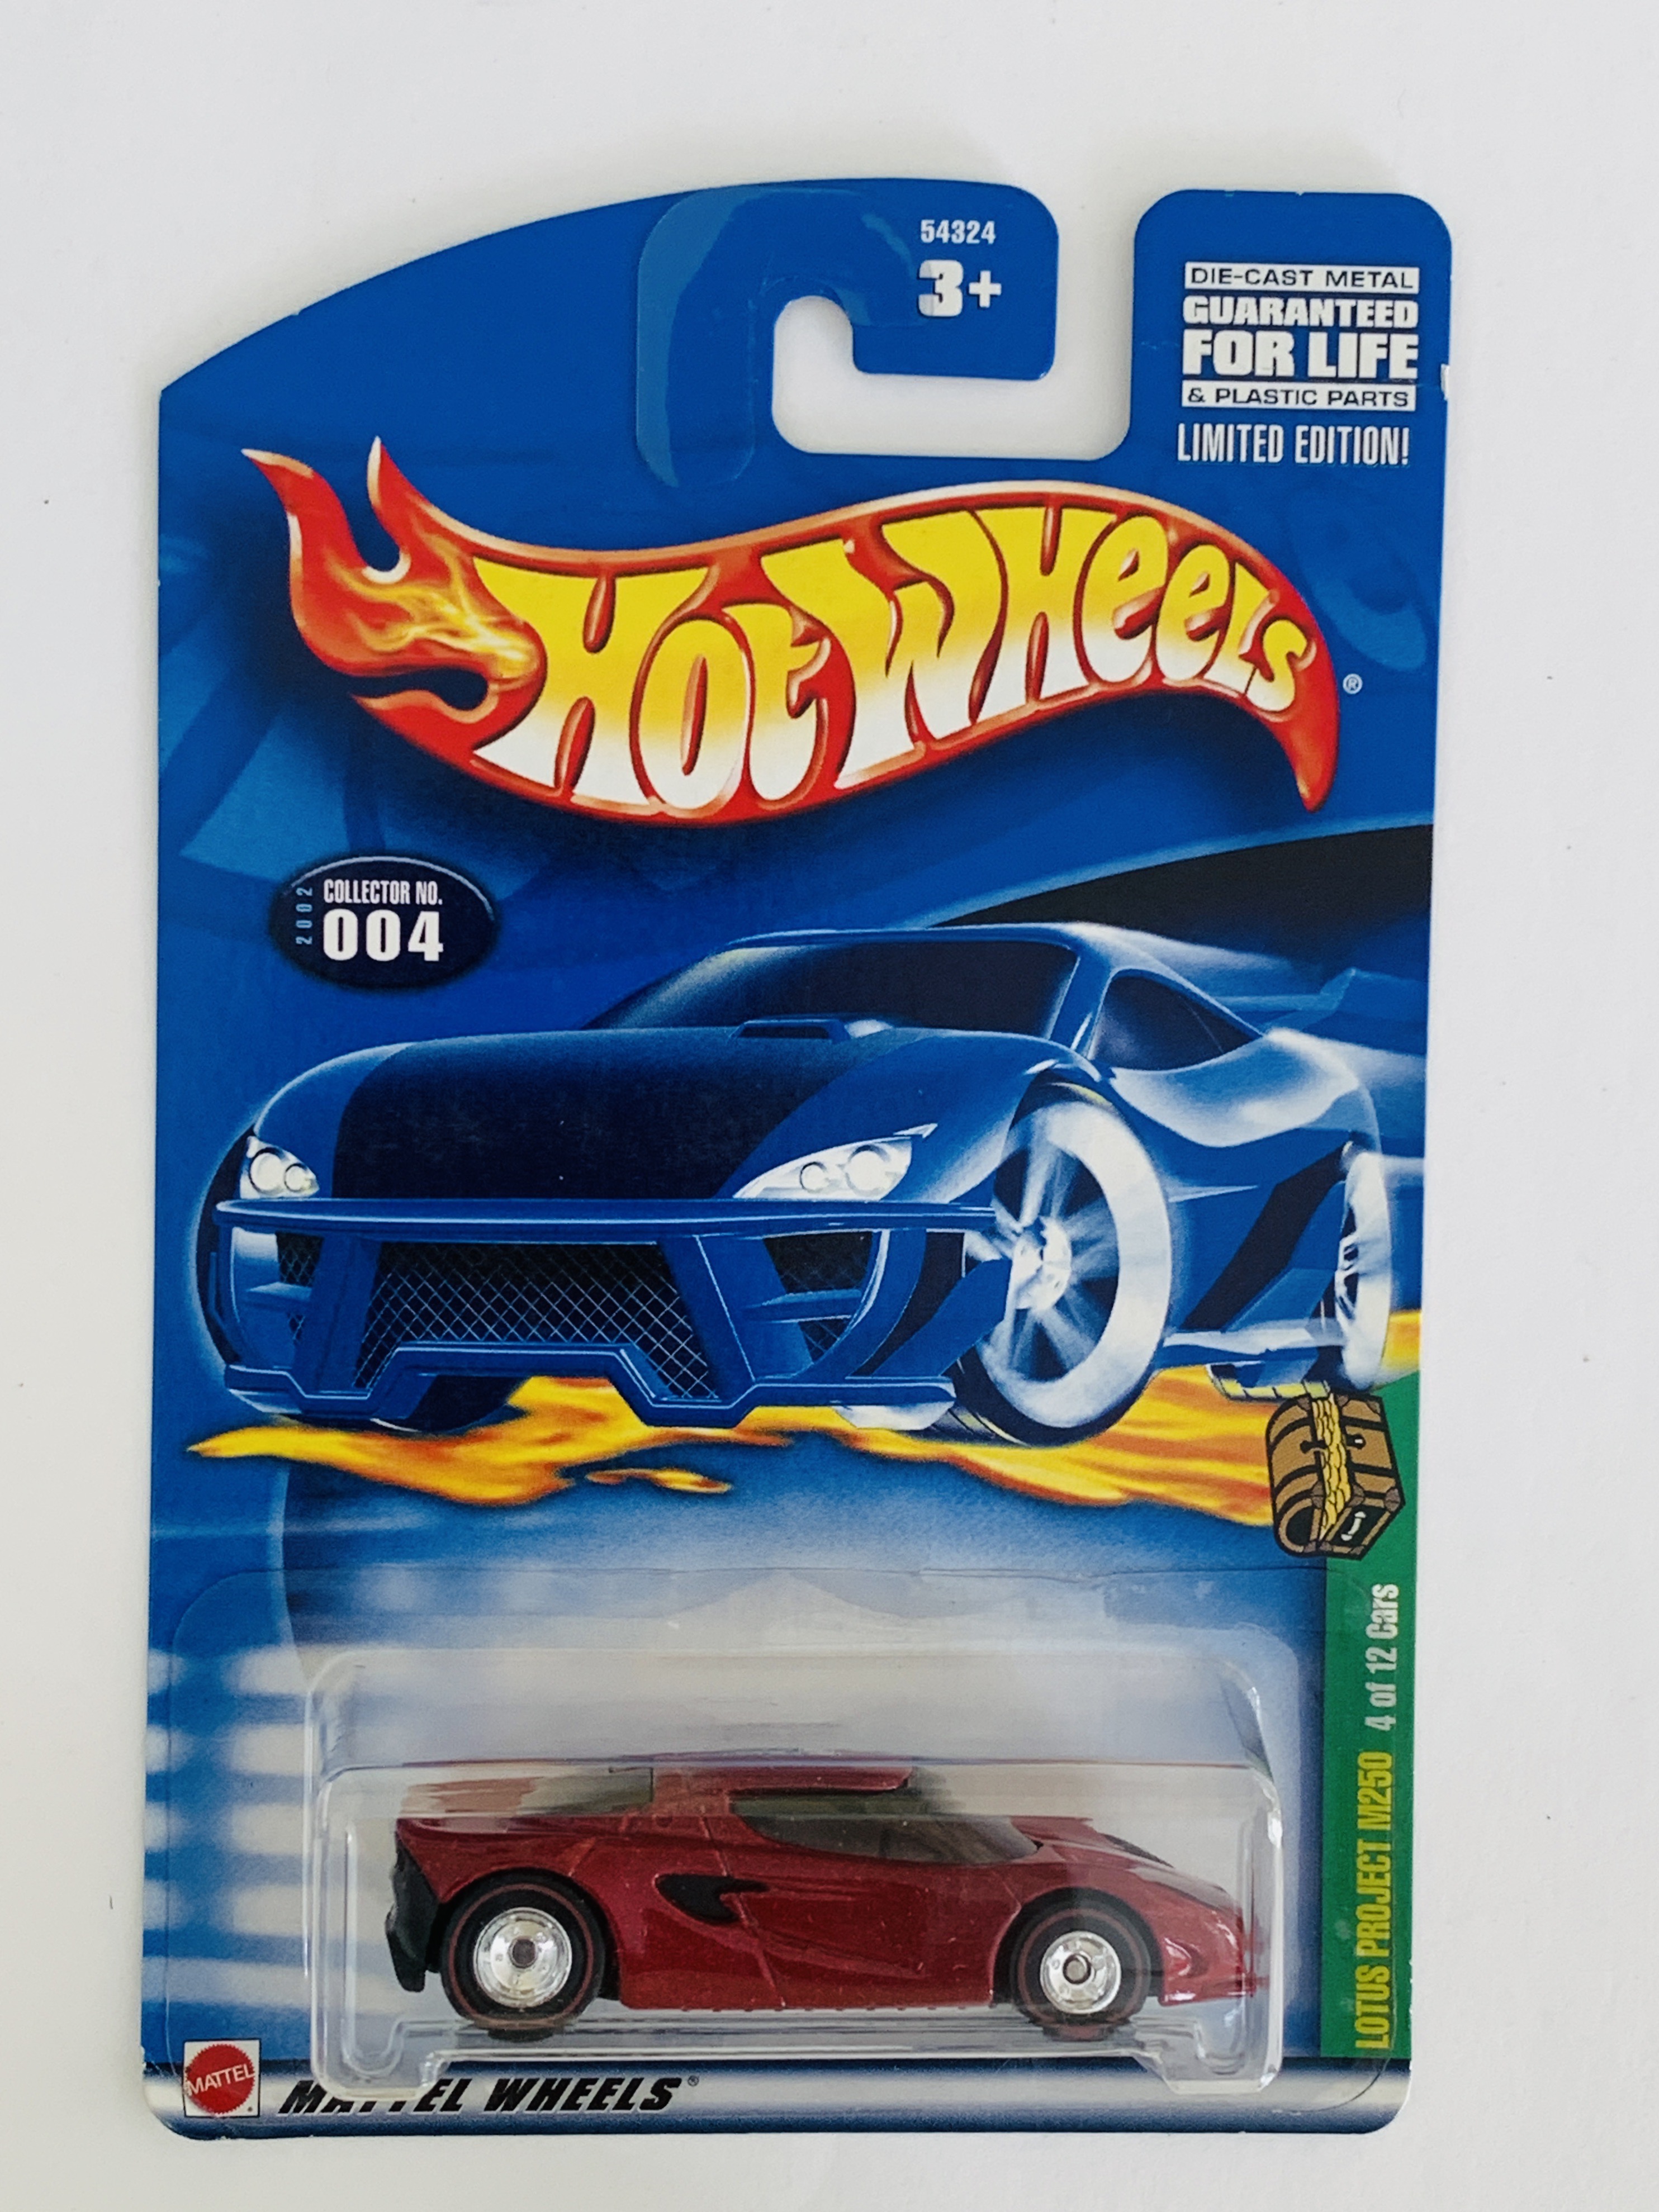 54324
3+
DIE-CAST METAL
GUARANTEED
FOR LIFE
& PLASTIC PARTS
LIMITED EDITION!
HOT WHEELS®
2002
COLLECTOR NO.
004
LOTUS PROJECT M250 4 of 12 Cars
MATTEL
MATTEL WHEELS®